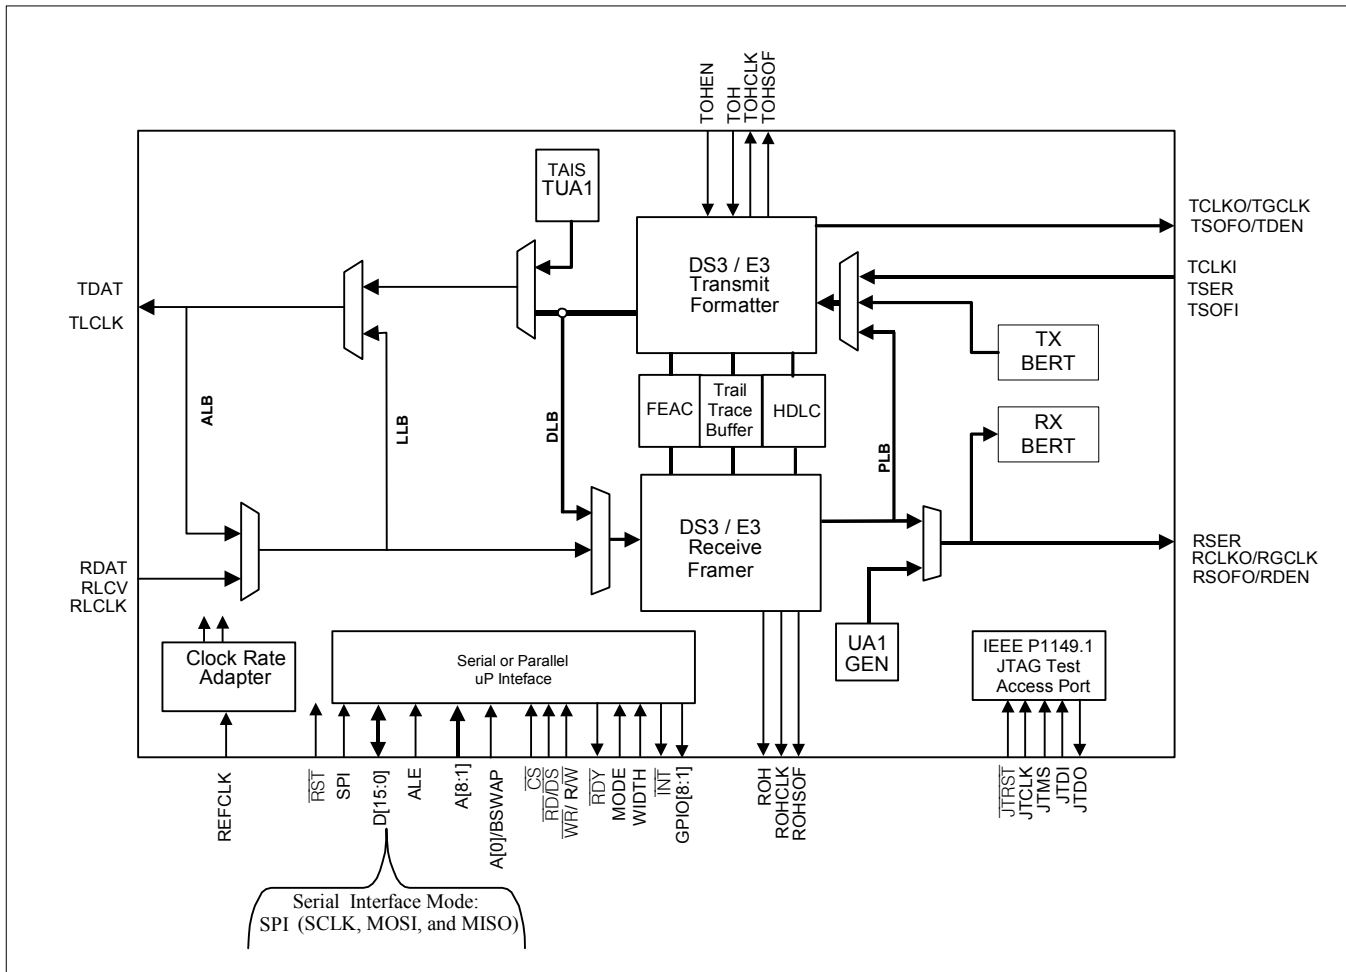 TOHEN
TOH
TOHCLK
TOHSOF
TAIS
TUA1
TCLKO/TGCLK
TSOFO/TDEN
DS3 / E3
Transmit
Formatter
TCLKI
TSER
TSOFI
TDAT
TLCLK
TX
BERT
ALB
LLB
DLB
FEAC
Trail
Trace
Buffer
HDLC
PLB
RX
BERT
DS3 / E3
Receive
Framer
RSER
RCLKO/RGCLK
RSOFO/RDEN
RDAT
RLCV
RLCLK
Clock Rate
Adapter
Serial or Parallel
uP Inteface
UA1
GEN
IEEE P1149.1
JTAG Test
Access Port
REFCLK
RST
SPI
D[15:0]
ALE
A[8:1]
A[0]/BSWAP
CS
RD/DS
WR/ R/W
RDY
MODE
WIDTH
INT
GPIO[8:1]
ROH
ROHCLK
ROHSOF
JTRST
JTCLK
JTMS
JTDI
JTDO
Serial Interface Mode:
SPI (SCLK, MOSI, and MISO)